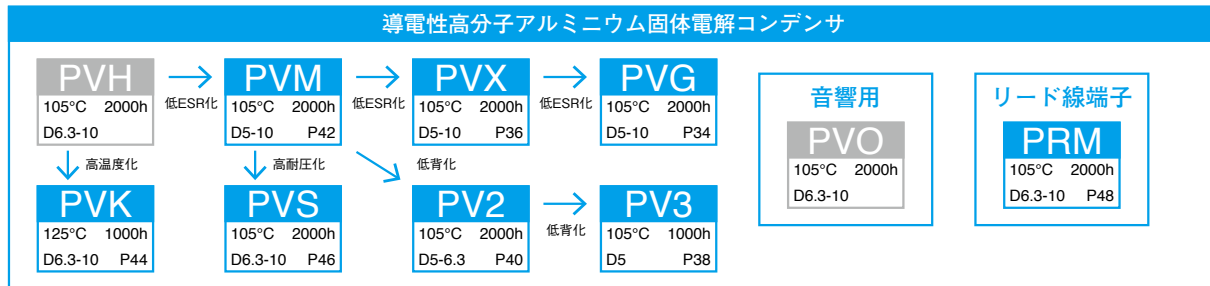 導電性高分子アルミニウム固体電解コンデンサ
PVH
105°C 2000h
D6.3-10
低ESR化
PVM
105°C 2000h
D5-10 P42
低ESR化
PVX
105°C 2000h
D5-10 P36
低ESR化
PVG
105°C 2000h
D5-10 P34
高温度化
高耐圧化
低背化
PVK
125°C 1000h
D6.3-10 P44
PVS
105°C 2000h
D6.3-10 P46
PV2
105°C 2000h
D5-6.3 P40
低背化
PV3
105°C 1000h
D5 P38
音響用
PVO
105°C 2000h
D6.3-10
リード線端子
PRM
105°C 2000h
D6.3-10 P48